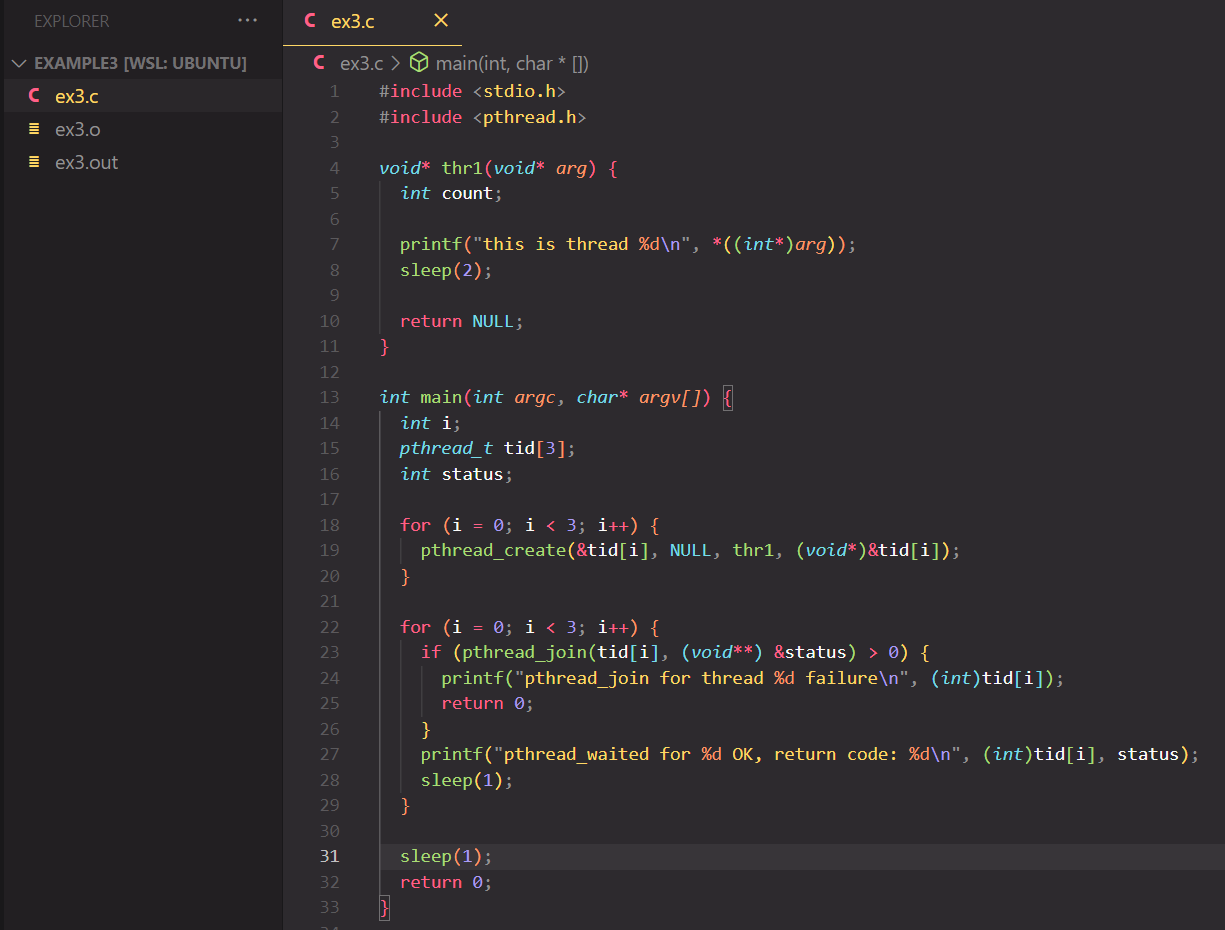 EXPLORER ...
EXAMPLE3 [WSL: UBUNTU]
C ex3.c
ex3.o
ex3.out
C ex3.c ×
C ex3.c > main(int, char * [])
1 #include <stdio.h>
2 #include <pthread.h>
3
4 void* thr1(void* arg) {
5   int count;
6
7   printf("this is thread %d\n", *((int*)arg));
8   sleep(2);
9
10   return NULL;
11 }
12
13 int main(int argc, char* argv[]) {
14   int i;
15   pthread_t tid[3];
16   int status;
17
18   for (i = 0; i < 3; i++) {
19     pthread_create(&tid[i], NULL, thr1, (void*)&tid[i]);
20   }
21
22   for (i = 0; i < 3; i++) {
23     if (pthread_join(tid[i], (void**) &status) > 0) {
24       printf("pthread_join for thread %d failure\n", (int)tid[i]);
25       return 0;
26     }
27     printf("pthread_waited for %d OK, return code: %d\n", (int)tid[i], status);
28     sleep(1);
29   }
30
31   sleep(1);
32   return 0;
33 }